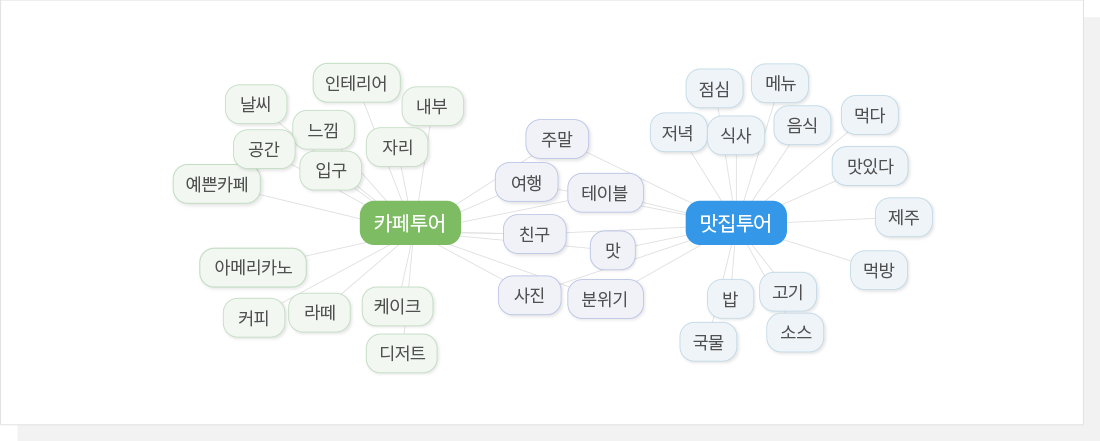 인테리어
날씨
내부
느낌
공간
자리
입구
예쁜카페
카페투어
아메리카노
커피
라떼
케이크
디저트
주말
여행
테이블
친구
맛
사진
분위기
점심
메뉴
먹다
저녁
식사
음식
맛있다
맛집투어
제주
먹방
밥
고기
국물
소스